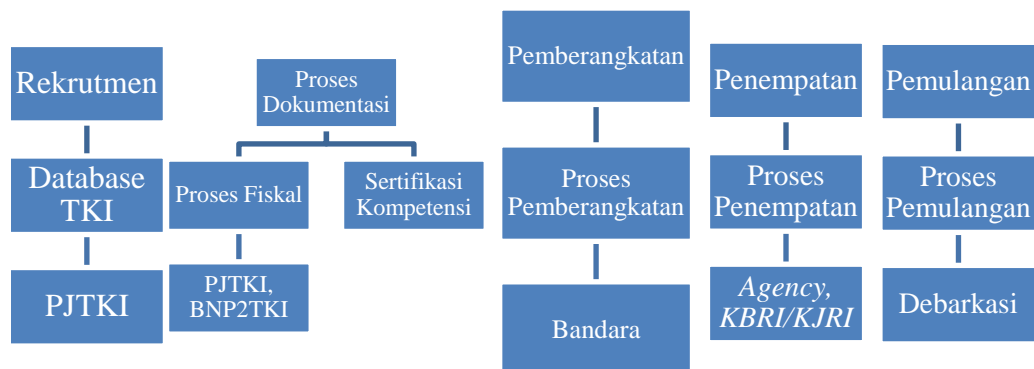 Rekrutmen
Database
TKI
PJTKI
Proses
Dokumentasi
Proses Fiskal
Sertifikasi
Kompetensi
PJTKI,
BNP2TKI
Pemberangkatan
Proses
Pemberangkatan
Bandara
Penempatan
Proses
Penempatan
Agency,
KBRI/KJRI
Pemulangan
Proses
Pemulangan
Debarkasi